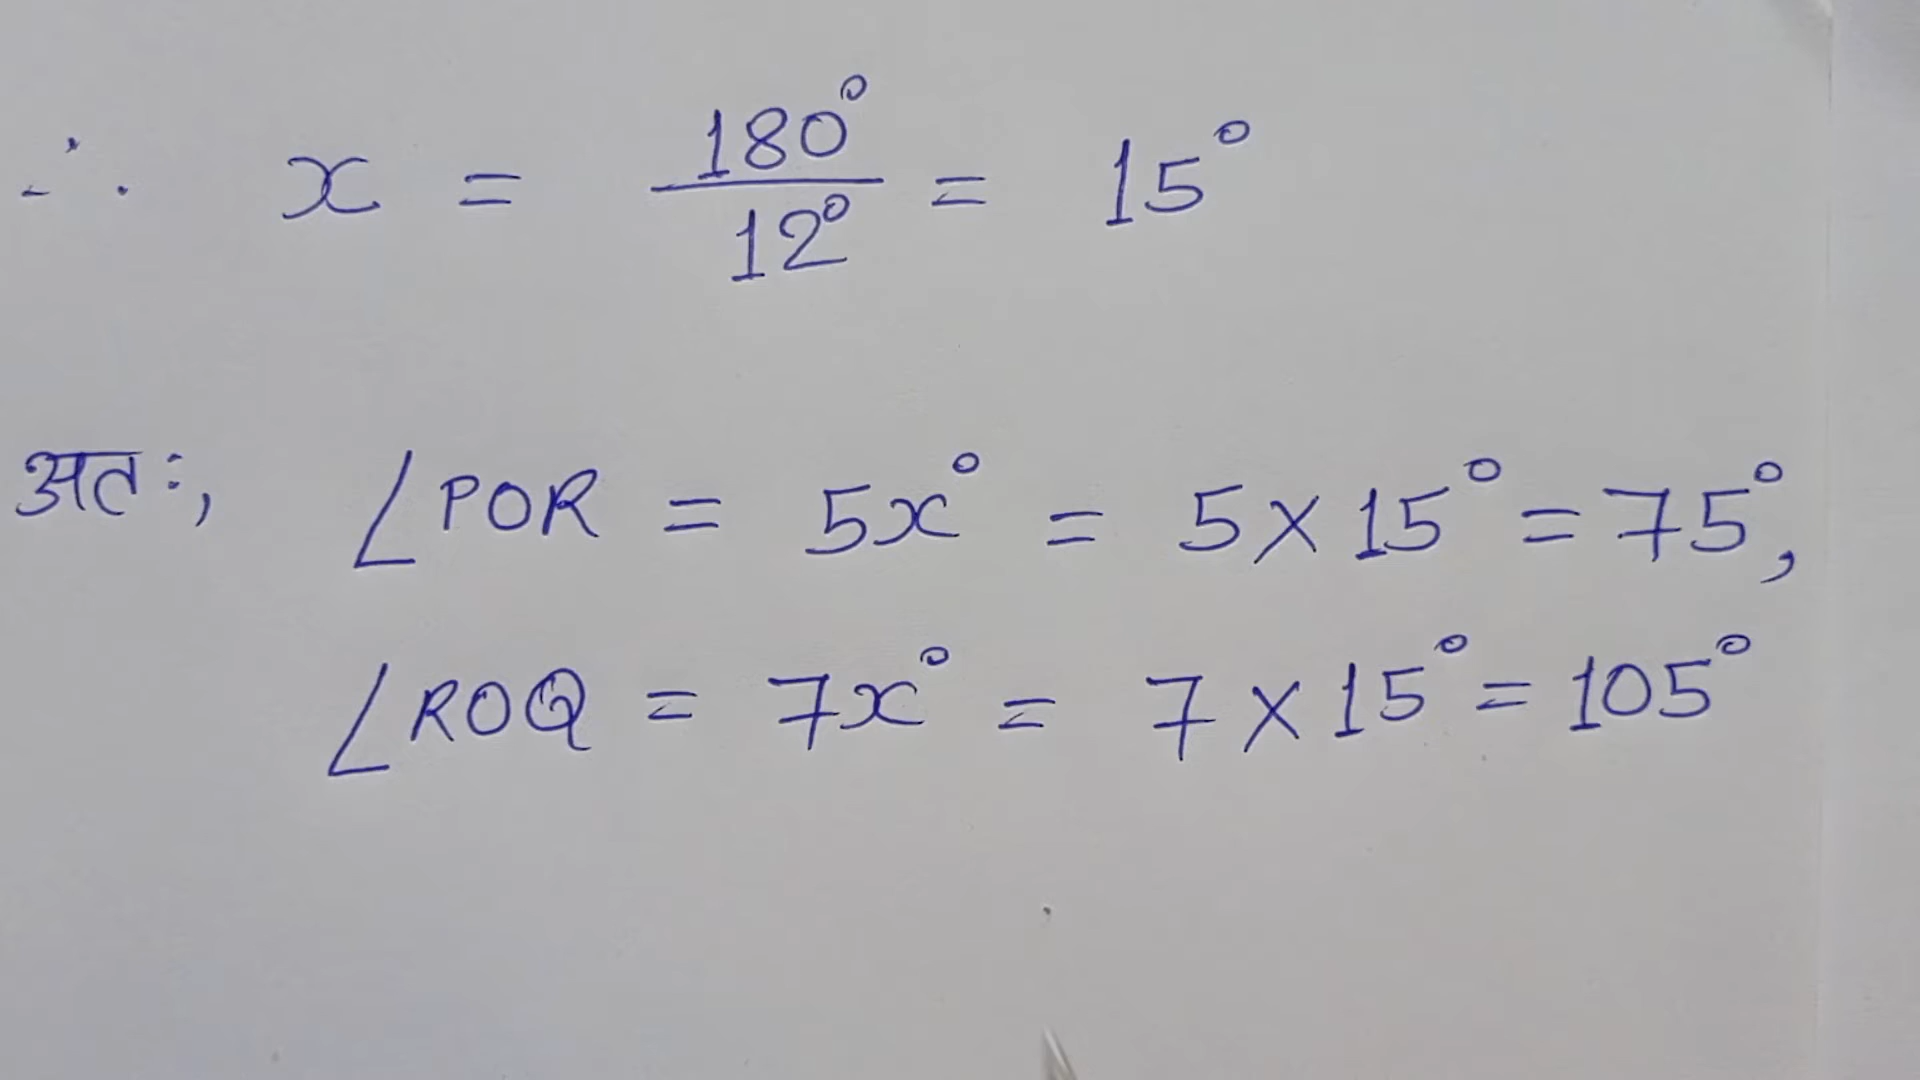 ∴ x = 180° / 12° = 15°
अतः, ∠POR = 5x° = 5 × 15° = 75°,
∠ROQ = 7x° = 7 × 15° = 105°